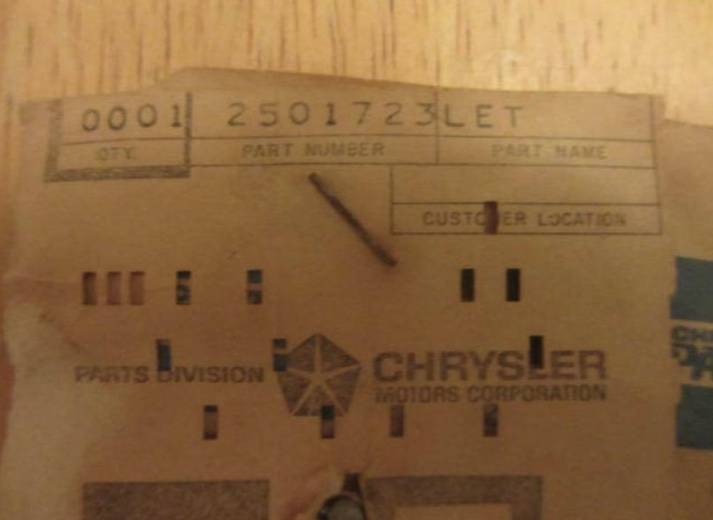 0001 2501723LET
QTY. PART NUMBER PART NAME
CUSTOMER LOCATION
PARTS DIVISION CHRYSLER
MOTORS CORPORATION